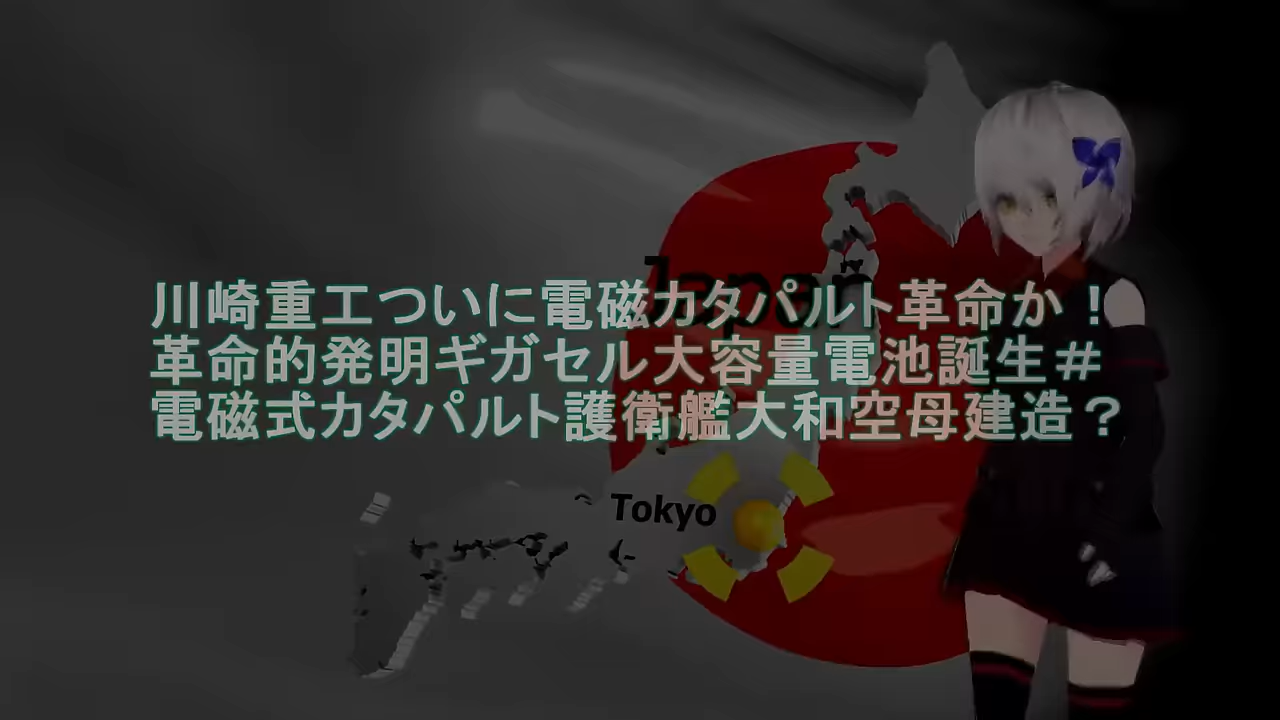 Japan
川崎重工ついに電磁カタパルト革命か！
革命的発明ギガセル大容量電池誕生＃
電磁式カタパルト護衛艦大和空母建造？
Tokyo